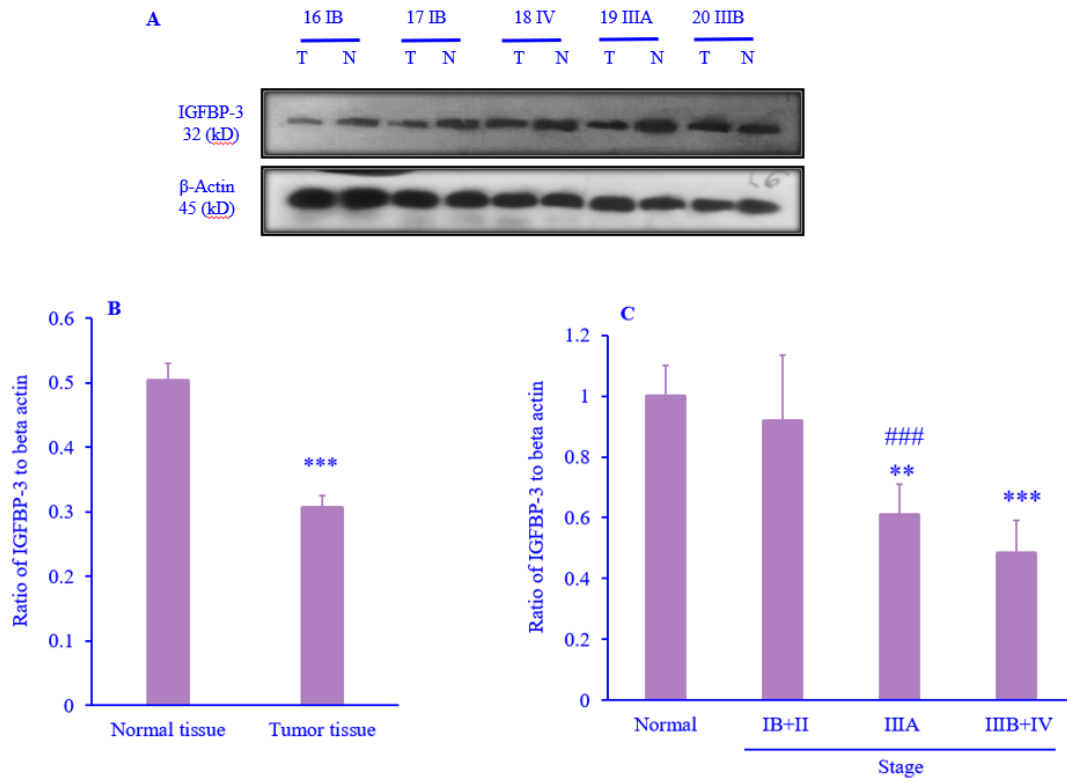 A
16 IB 17 IB 18 IV 19 IIIA 20 IIIB
T N T N T N T N T N
IGFBP-3
32 (kD)
β-Actin
45 (kD)
B
Ratio of IGFBP-3 to beta actin
0.6
0.5
0.4
0.3
0.2
0.1
0
***
Normal tissue Tumor tissue
C
Ratio of IGFBP-3 to beta actin
1.2
1
0.8
0.6
0.4
0.2
0
###
**
***
Normal IB+II IIIA IIIB+IV
Stage